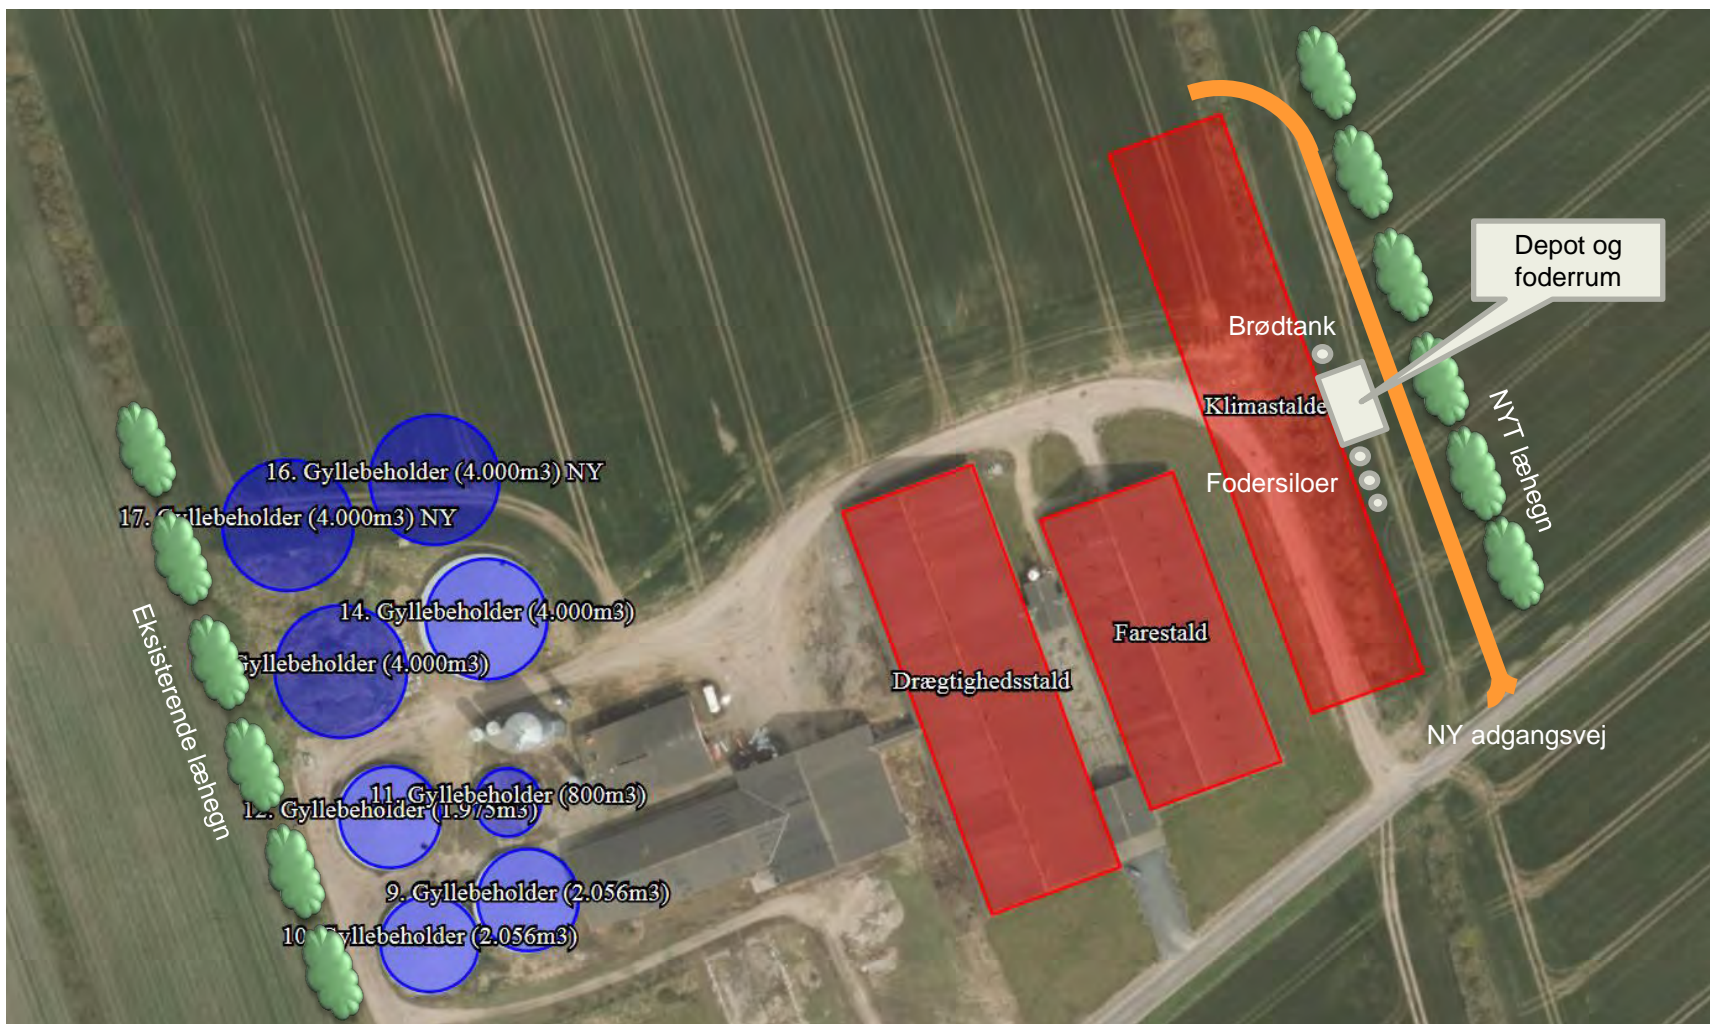 Depot og
foderrum
Brødtank
Klimastalde
NYT læhegn
Fodersiloer
16. Gyllebeholder (4.000m3) NY
17. Gyllebeholder (4.000m3) NY
14. Gyllebeholder (4.000m3)
Gyllebeholder (4.000m3)
Eksisterende læhegn
Farestald
Drægtighedsstald
NY adgangsvej
11. Gyllebeholder (800m3)
12. Gyllebeholder (1.975m3)
9. Gyllebeholder (2.056m3)
10. Gyllebeholder (2.056m3)